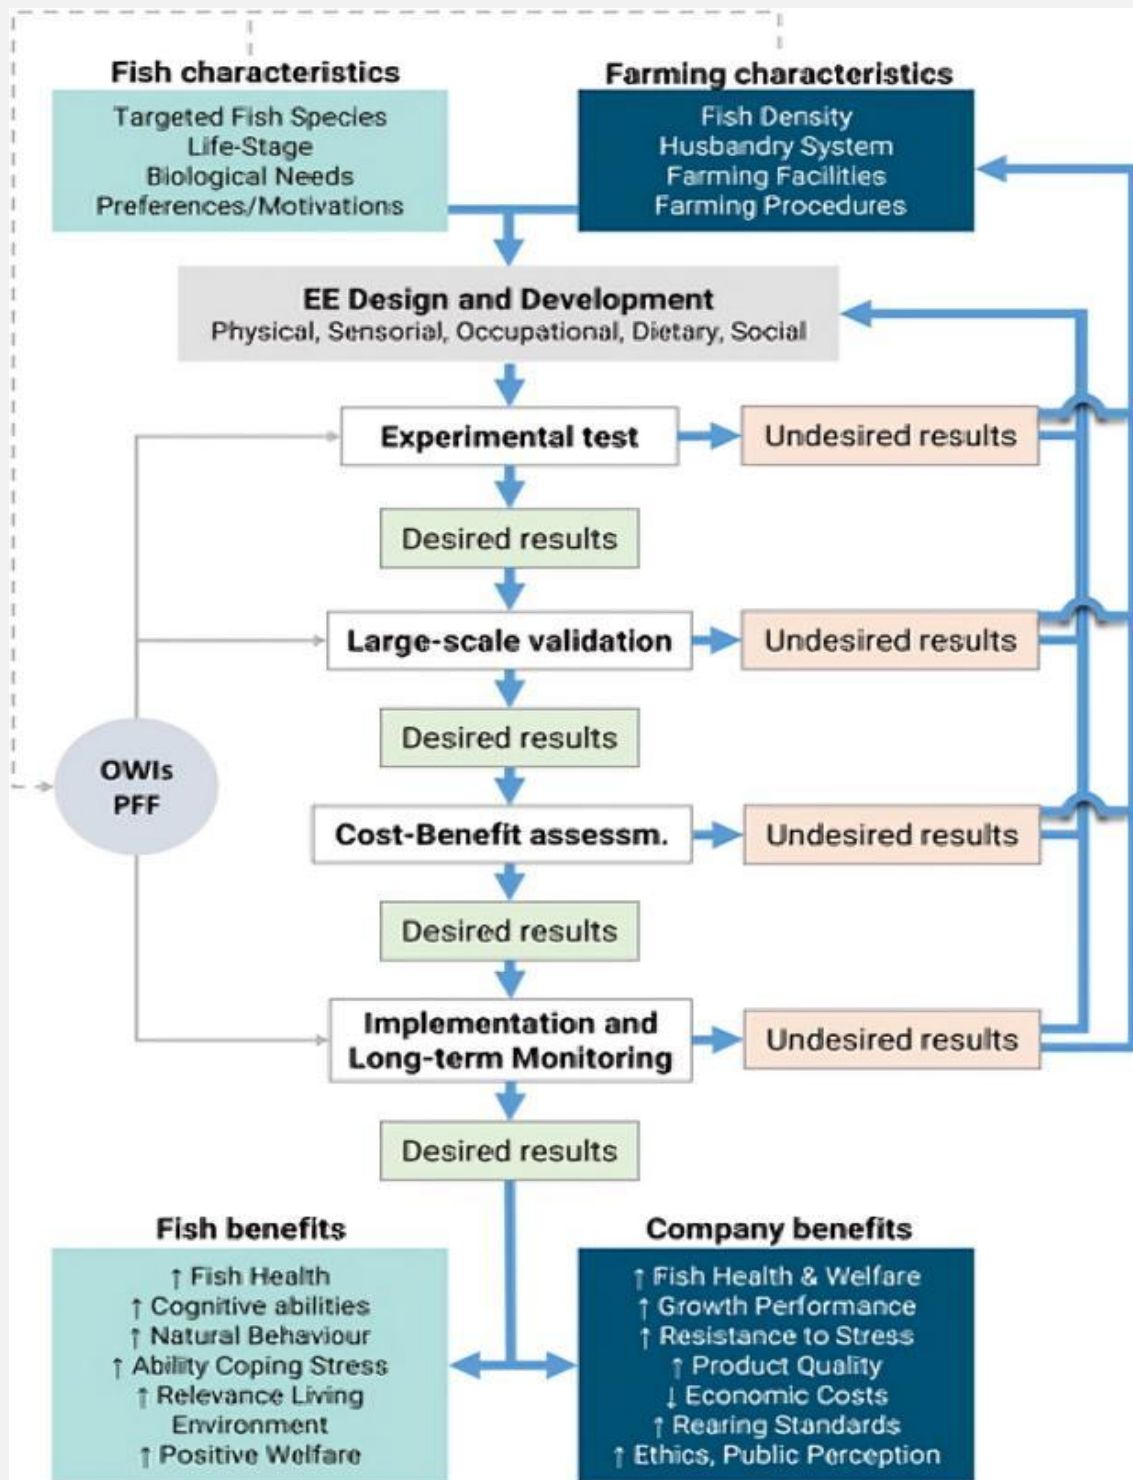 Fish characteristics
Targeted Fish Species
Life-Stage
Biological Needs
Preferences/Motivations
Farming characteristics
Fish Density
Husbandry System
Farming Facilities
Farming Procedures
EE Design and Development
Physical, Sensorial, Occupational, Dietary, Social
Experimental test
Undesired results
Desired results
Large-scale validation
Undesired results
Desired results
OWIs
PFF
Cost-Benefit assessm.
Undesired results
Desired results
Implementation and
Long-term Monitoring
Undesired results
Desired results
Fish benefits
↑ Fish Health
↑ Cognitive abilities
↑ Natural Behaviour
↑ Ability Coping Stress
↑ Relevance Living
Environment
↑ Positive Welfare
Company benefits
↑ Fish Health & Welfare
↑ Growth Performance
↑ Resistance to Stress
↑ Product Quality
↓ Economic Costs
↑ Rearing Standards
↑ Ethics, Public Perception